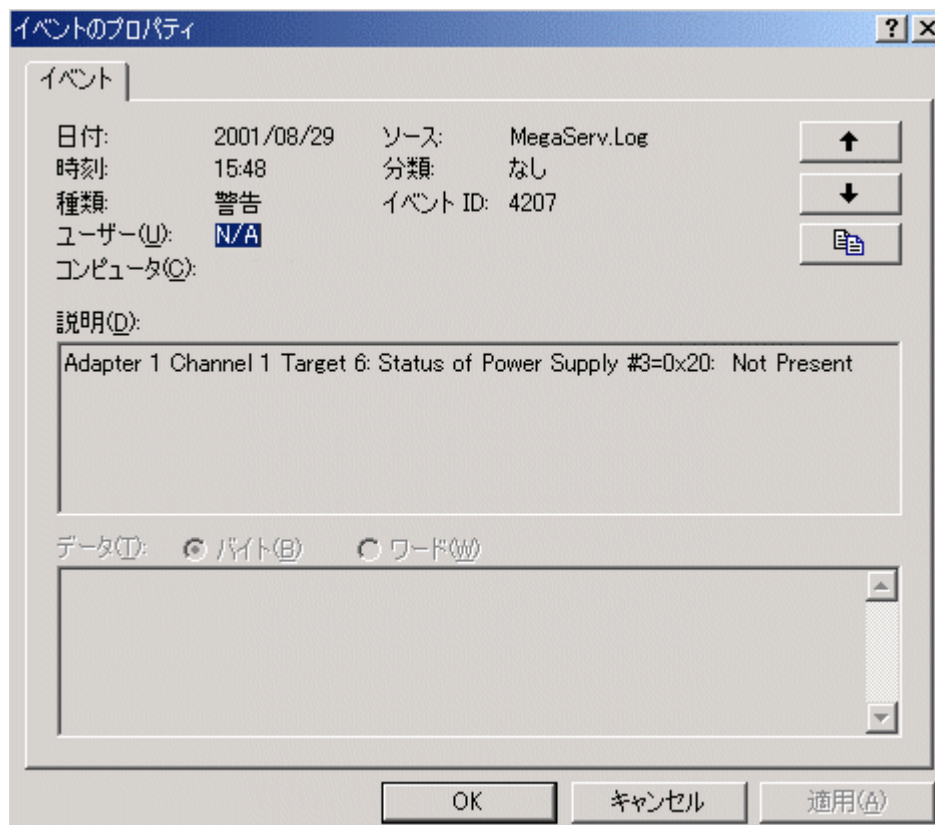 イベントのプロパティ
イベント
日付: 2001/08/29 ソース: MegaServ.Log
時刻: 15:48 分類: なし
種類: 警告 イベント ID: 4207
ユーザー(U): N/A
コンピュータ(C):
説明(D):
Adapter 1 Channel 1 Target 6: Status of Power Supply #3=0x20: Not Present
データ(T): バイト(B) ワード(W)
OK キャンセル 適用(A)